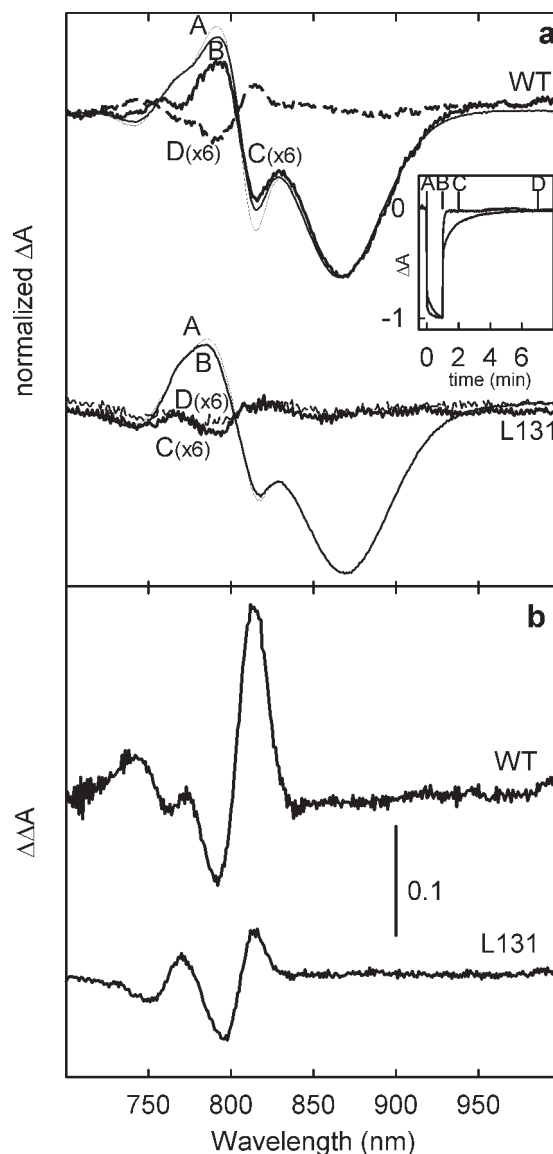 a
A
B
WT
D(x6)
C(x6)
A B C D
0
-1
ΔA
0 2 4 6
time (min)
normalized ΔA
A
B
D(x6)
C(x6)
L131
b
WT
0.1
L131
ΔΔA
750 800 850 900 950
Wavelength (nm)